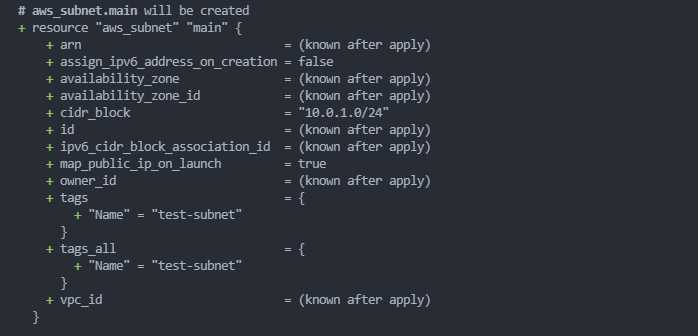 # aws_subnet.main will be created
+ resource "aws_subnet" "main" {
+ arn = (known after apply)
+ assign_ipv6_address_on_creation = false
+ availability_zone = (known after apply)
+ availability_zone_id = (known after apply)
+ cidr_block = "10.0.1.0/24"
+ id = (known after apply)
+ ipv6_cidr_block_association_id = (known after apply)
+ map_public_ip_on_launch = true
+ owner_id = (known after apply)
+ tags = {
+ "Name" = "test-subnet"
}
+ tags_all = {
+ "Name" = "test-subnet"
}
+ vpc_id = (known after apply)
}